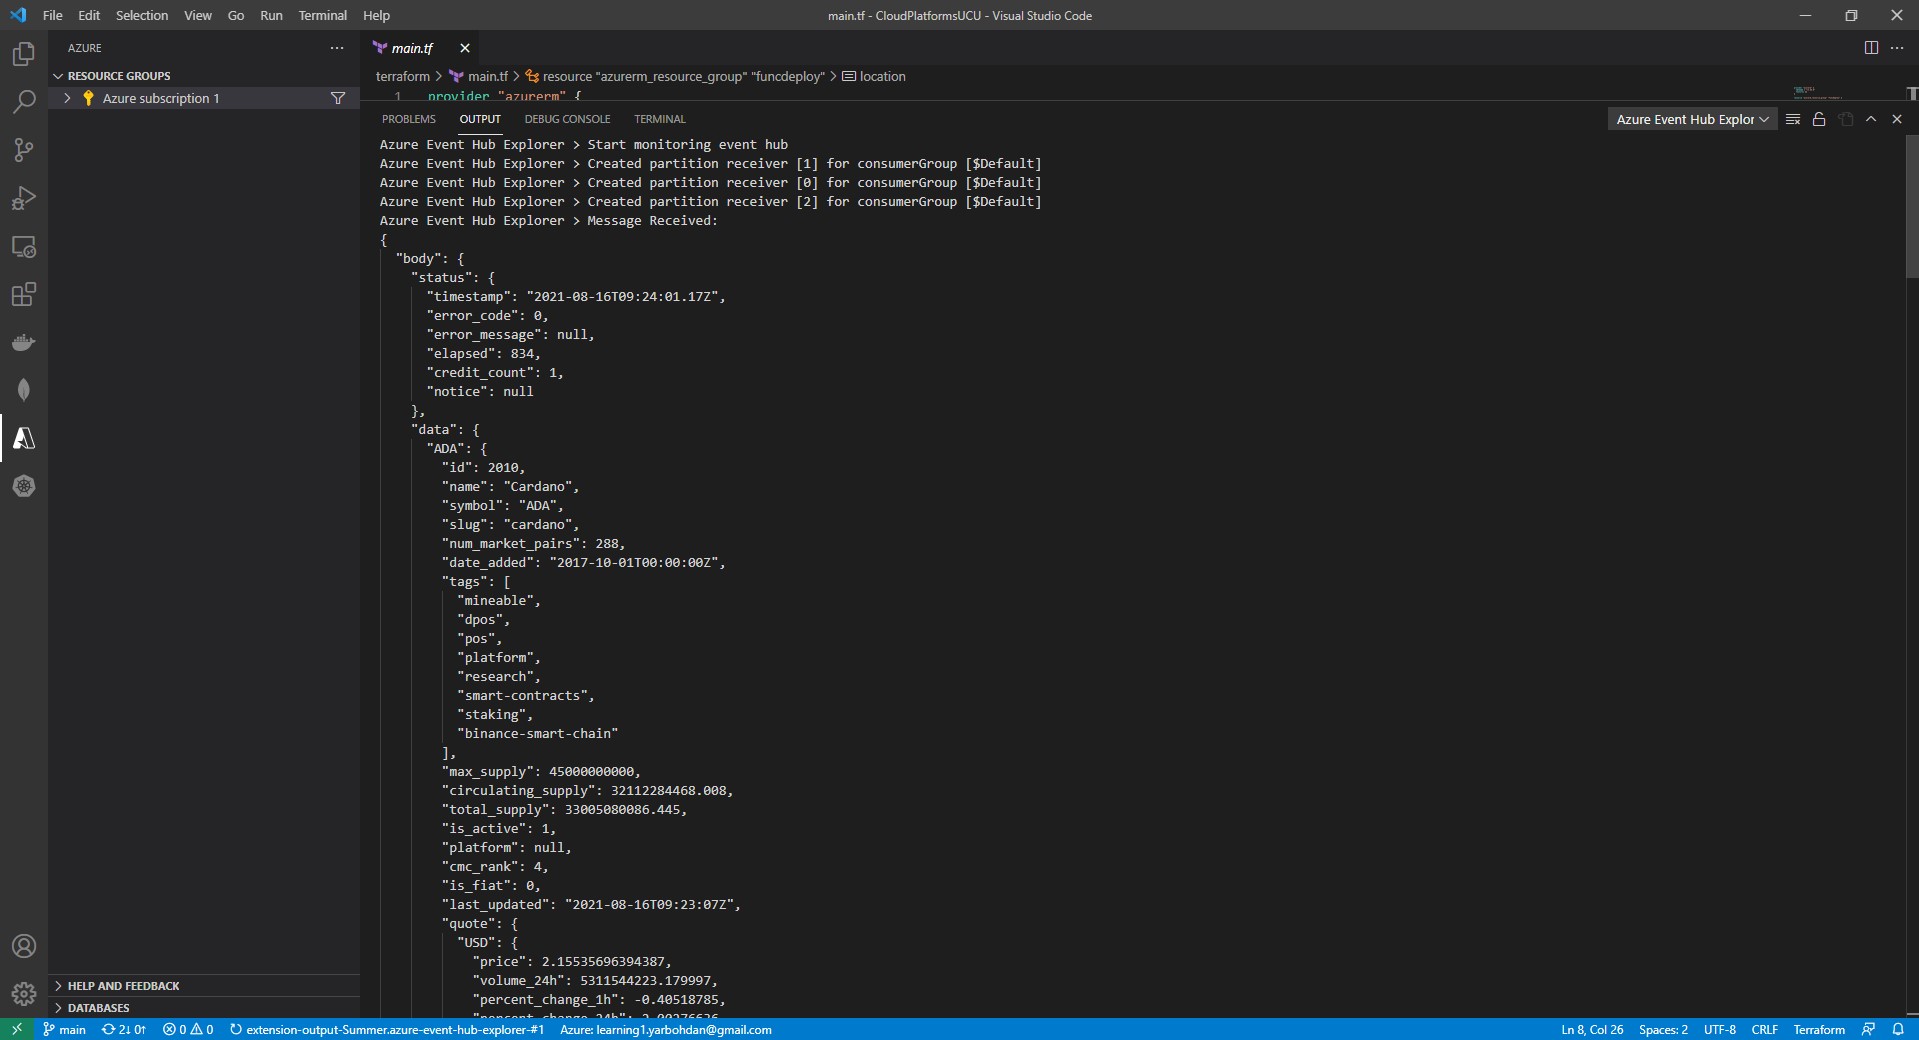 File Edit Selection View Go Run Terminal Help
main.tf - CloudPlatformsUCU - Visual Studio Code
AZURE
RESOURCE GROUPS
Azure subscription 1
HELP AND FEEDBACK
DATABASES
main.tf
terraform > main.tf > resource "azurerm_resource_group" "funcdeploy" > location
1 provider "azurerm" {
PROBLEMS OUTPUT DEBUG CONSOLE TERMINAL
Azure Event Hub Explor
Azure Event Hub Explorer > Start monitoring event hub
Azure Event Hub Explorer > Created partition receiver [1] for consumerGroup [$Default]
Azure Event Hub Explorer > Created partition receiver [0] for consumerGroup [$Default]
Azure Event Hub Explorer > Created partition receiver [2] for consumerGroup [$Default]
Azure Event Hub Explorer > Message Received:
{
"body": {
"status": {
"timestamp": "2021-08-16T09:24:01.17Z",
"error_code": 0,
"error_message": null,
"elapsed": 834,
"credit_count": 1,
"notice": null
},
"data": {
"ADA": {
"id": 2010,
"name": "Cardano",
"symbol": "ADA",
"slug": "cardano",
"num_market_pairs": 288,
"date_added": "2017-10-01T00:00:00Z",
"tags": [
"mineable",
"dpos",
"pos",
"platform",
"research",
"smart-contracts",
"staking",
"binance-smart-chain"
],
"max_supply": 45000000000,
"circulating_supply": 32112284468.008,
"total_supply": 33005080086.445,
"is_active": 1,
"platform": null,
"cmc_rank": 4,
"is_fiat": 0,
"last_updated": "2021-08-16T09:23:07Z",
"quote": {
"USD": {
"price": 2.15535696394387,
"volume_24h": 5311544223.179997,
"percent_change_1h": -0.40518785,
main 2↓ 0↑ 0 0 extension-output-Summer.azure-event-hub-explorer-#1 Azure: learning1.yarbohdan@gmail.com
Ln 8, Col 26 Spaces: 2 UTF-8 CRLF Terraform